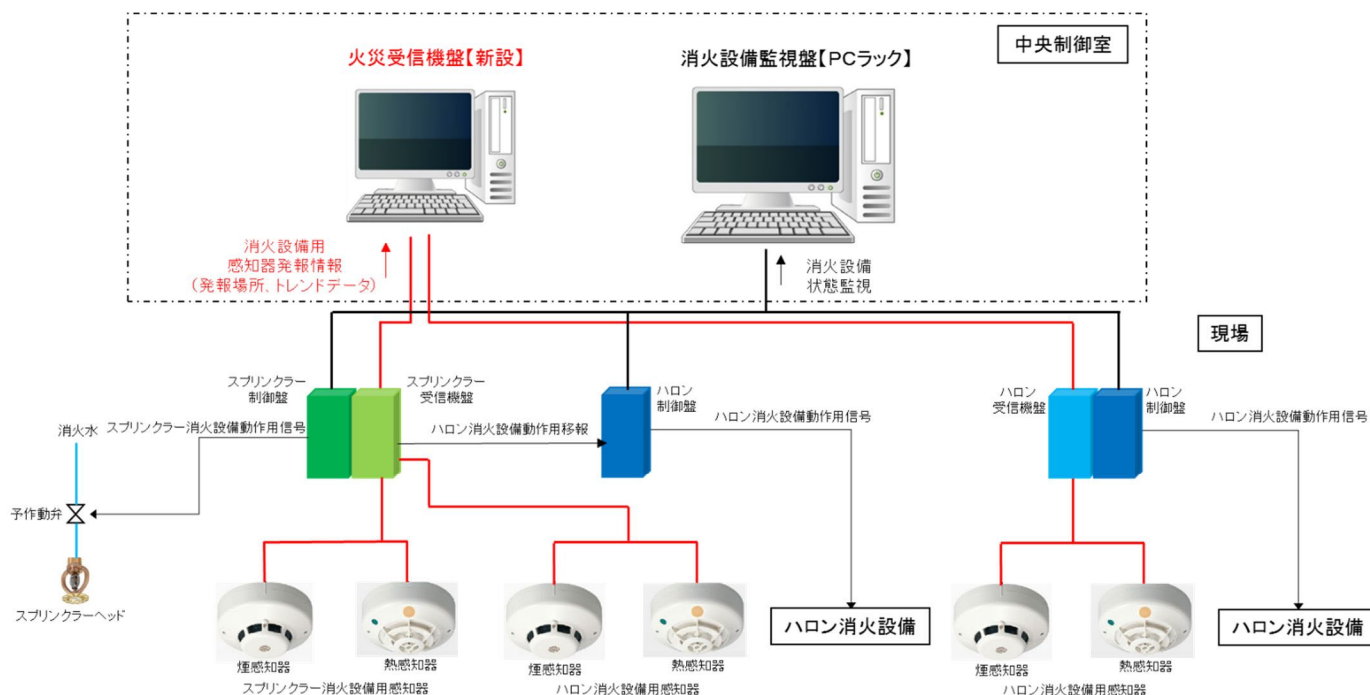 中央制御室
火災受信機盤【新設】
消火設備監視盤【PCラック】
消火設備用
感知器発報情報
(発報場所、トレンドデータ)
消火設備
状態監視
現場
スプリンクラー
制御盤
スプリンクラー
受信機盤
ハロン
制御盤
ハロン
受信機盤
ハロン
制御盤
消火水
スプリンクラー消火設備動作用信号
ハロン消火設備動作用移報
ハロン消火設備動作用信号
ハロン消火設備動作用信号
予作動弁
スプリンクラーヘッド
ハロン消火設備
ハロン消火設備
煙感知器
熱感知器
煙感知器
熱感知器
煙感知器
熱感知器
スプリンクラー消火設備用感知器
ハロン消火設備用感知器
ハロン消火設備用感知器